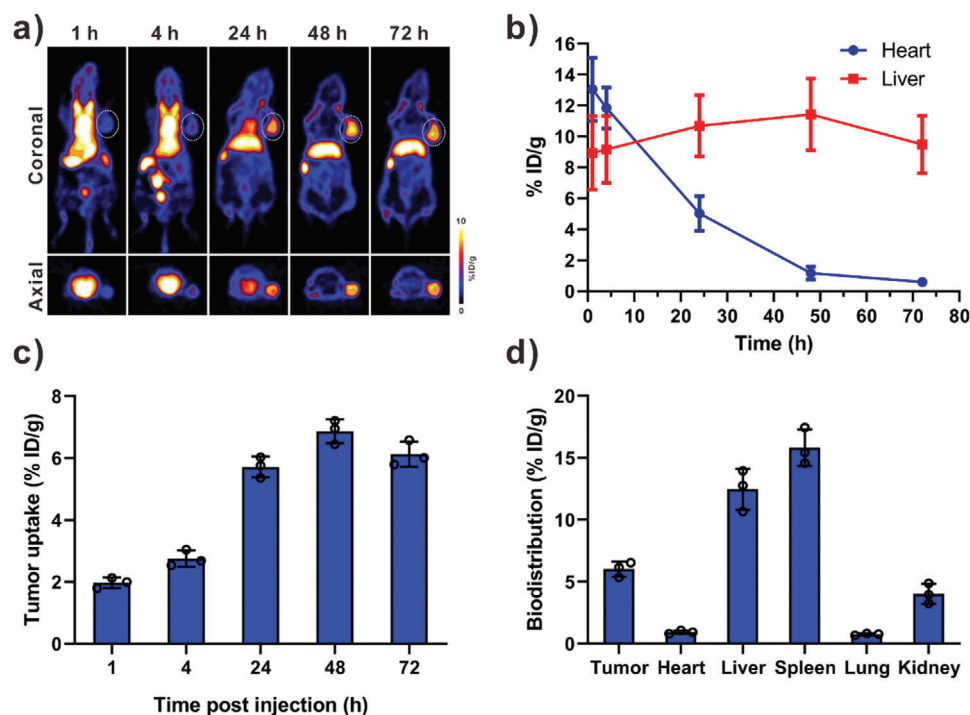 a)
1 h 4 h 24 h 48 h 72 h
Coronal
Axial
10
%ID/g
0
b)
Heart
Liver
% ID/g
16
14
12
10
8
6
4
2
0
0 10 20 30 40 50 60 70 80
Time (h)
c)
Tumor uptake (% ID/g)
8
6
4
2
0
1 4 24 48 72
Time post injection (h)
d)
Biodistribution (% ID/g)
20
15
10
5
0
Tumor Heart Liver Spleen Lung Kidney